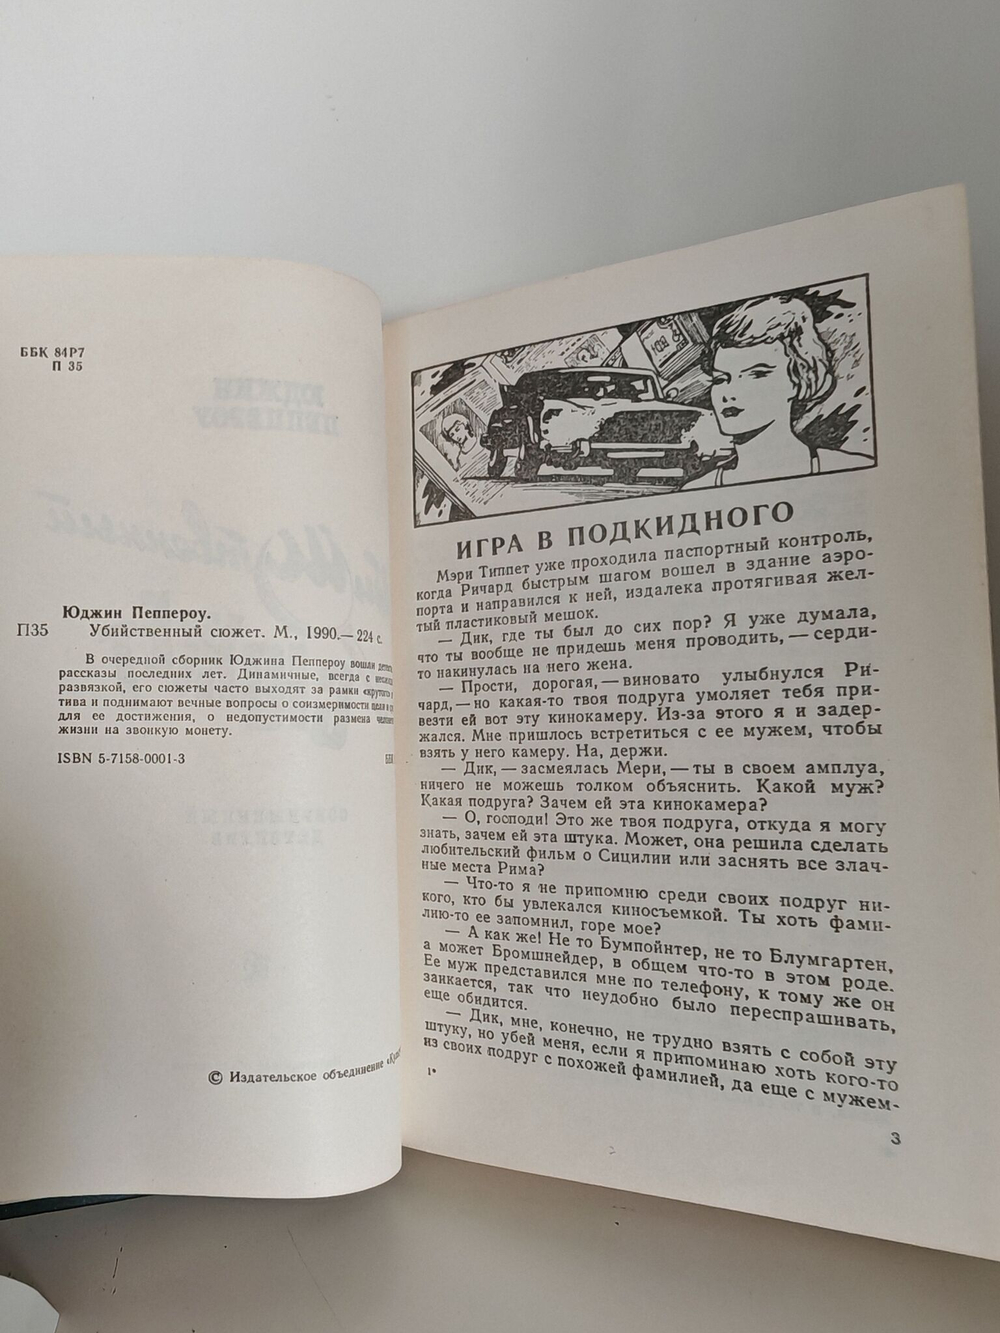 ББК 84Р7
П 35
Юджин Пеппероу.
П35 Убийственный сюжет. М., 1990.— 224 с.
В очередной сборник Юджина Пеппероу вошли
рассказы последних лет. Динамичные, всегда с
развязкой, его сюжеты часто выходят за рамки «крутого»
тива и поднимают вечные вопросы о соизмеримости цели и
для ее достижения, о недопустимости размена
жизни на звонкую монету.
ISBN 5-7158-0001-3
© Издательское объединение
ИГРА В ПОДКИДНОГО
Мэри Типпет уже проходила паспортный контроль,
когда Ричард быстрым шагом вошел в здание аэро-
порта и направился к ней, издалека протягивая жел-
тый пластиковый мешок.
— Дик, где ты был до сих пор? Я уже думала,
что ты вообще не придешь меня проводить, — серди-
то накинулась на него жена.
— Прости, дорогая, — виновато улыбнулся Ри-
чард, — но какая-то твоя подруга умоляет тебя при-
везти ей вот эту кинокамеру. Из-за этого я и задер-
жался. Мне пришлось встретиться с ее мужем, чтобы
взять у него камеру. На, держи.
— Дик, — засмеялась Мери, — ты в своем амплуа,
ничего не можешь толком объяснить. Какой муж?
Какая подруга? Зачем ей эта кинокамера?
— О, господи! Это же твоя подруга, откуда я могу
знать, зачем ей эта штука. Может, она решила сделать
любительский фильм о Сицилии или заснять все злач-
ные места Рима?
— Что-то я не припомню среди своих подруг ни-
кого, кто бы увлекался киносъемкой. Ты хоть фами-
лию-то ее запомнил, горе мое?
— А как же! Не то Бумпойнтер, не то Блумгартен,
а может Бромшнейдер, в общем что-то в этом роде.
Ее муж представился мне по телефону, к тому же он
заикается, так что неудобно было переспрашивать,
еще обидится.
— Дик, мне, конечно, не трудно взять с собой эту
штуку, но убей меня, если я припоминаю хоть кого-то
из своих подруг с похожей фамилией, да еще с мужем-
1*
3